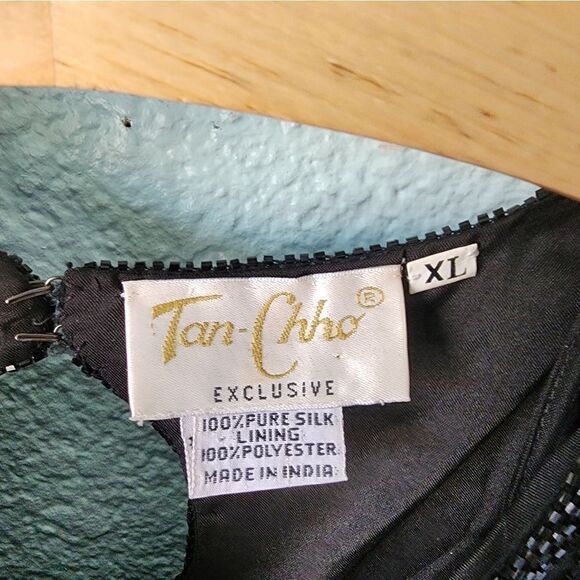 Tan-Chho®
EXCLUSIVE
XL
100% PURE SILK
LINING
100% POLYESTER
MADE IN INDIA